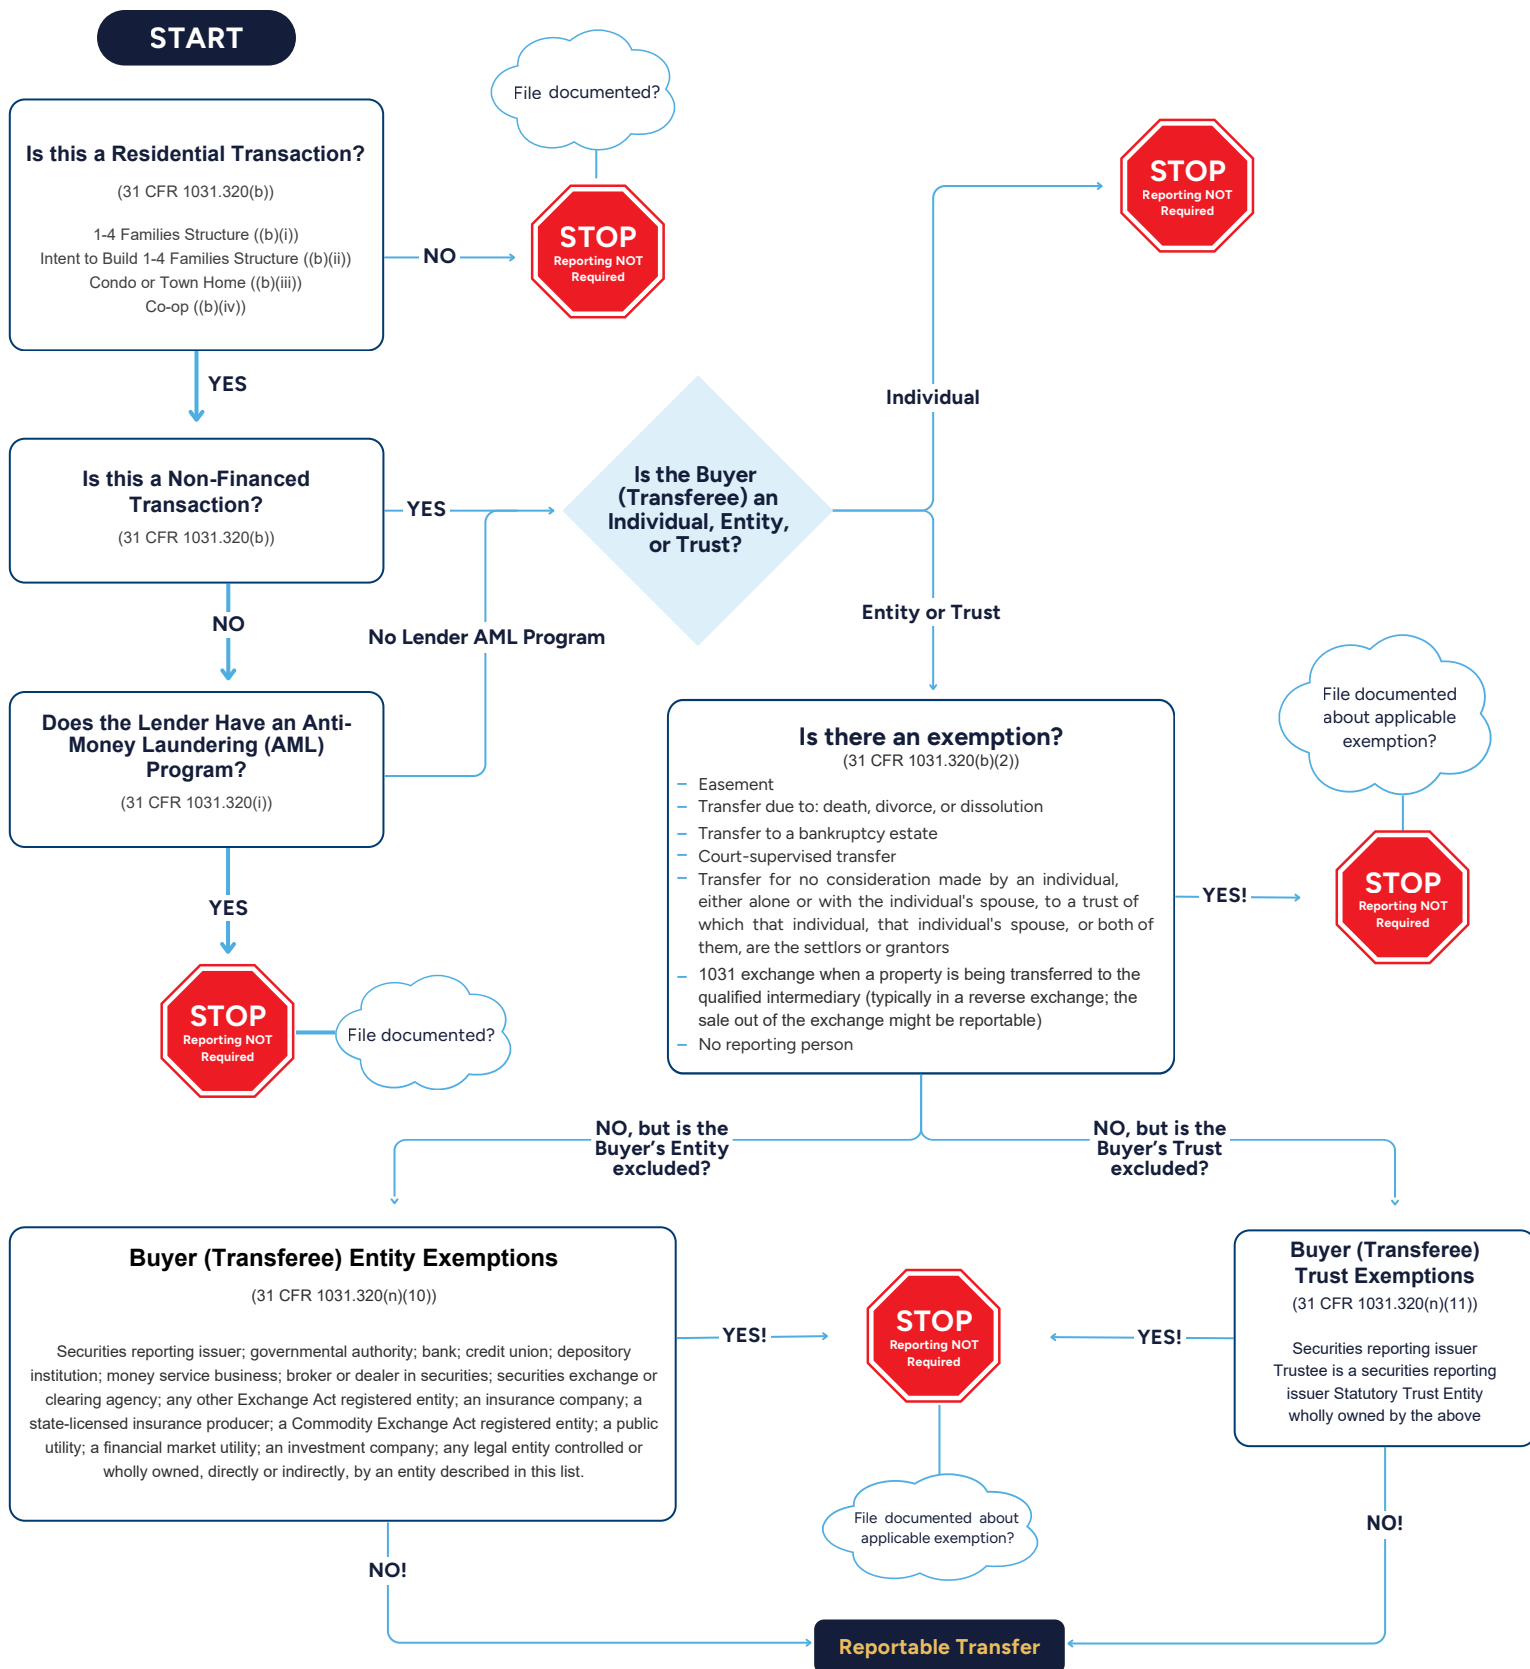 START
File documented?
Is this a Residential Transaction?
(31 CFR 1031.320(b))
1-4 Families Structure ((b)(i))
Intent to Build 1-4 Families Structure ((b)(ii))
Condo or Town Home ((b)(iii))
Co-op ((b)(iv))
NO
STOP
Reporting NOT
Required
STOP
Reporting NOT
Required
YES
Individual
Is this a Non-Financed
Transaction?
(31 CFR 1031.320(b))
YES
Is the Buyer
(Transferee) an
Individual, Entity,
or Trust?
NO
No Lender AML Program
Entity or Trust
Does the Lender Have an Anti-
Money Laundering (AML)
Program?
(31 CFR 1031.320(i))
YES
STOP
Reporting NOT
Required
File documented?
Is there an exemption?
(31 CFR 1031.320(b)(2))
– Easement
– Transfer due to: death, divorce, or dissolution
– Transfer to a bankruptcy estate
– Court-supervised transfer
– Transfer for no consideration made by an individual,
either alone or with the individual's spouse, to a trust of
which that individual, that individual's spouse, or both of
them, are the settlors or grantors
– 1031 exchange when a property is being transferred to the
qualified intermediary (typically in a reverse exchange; the
sale out of the exchange might be reportable)
– No reporting person
YES!
File documented
about applicable
exemption?
STOP
Reporting NOT
Required
NO, but is the
Buyer’s Entity
excluded?
NO, but is the
Buyer’s Trust
excluded?
Buyer (Transferee) Entity Exemptions
(31 CFR 1031.320(n)(10))
Securities reporting issuer; governmental authority; bank; credit union; depository
institution; money service business; broker or dealer in securities; securities exchange or
clearing agency; any other Exchange Act registered entity; an insurance company; a
state-licensed insurance producer; a Commodity Exchange Act registered entity; a public
utility; a financial market utility; an investment company; any legal entity controlled or
wholly owned, directly or indirectly, by an entity described in this list.
YES!
STOP
Reporting NOT
Required
YES!
Buyer (Transferee)
Trust Exemptions
(31 CFR 1031.320(n)(11))
Securities reporting issuer
Trustee is a securities reporting
issuer Statutory Trust Entity
wholly owned by the above
File documented about
applicable exemption?
NO!
NO!
Reportable Transfer